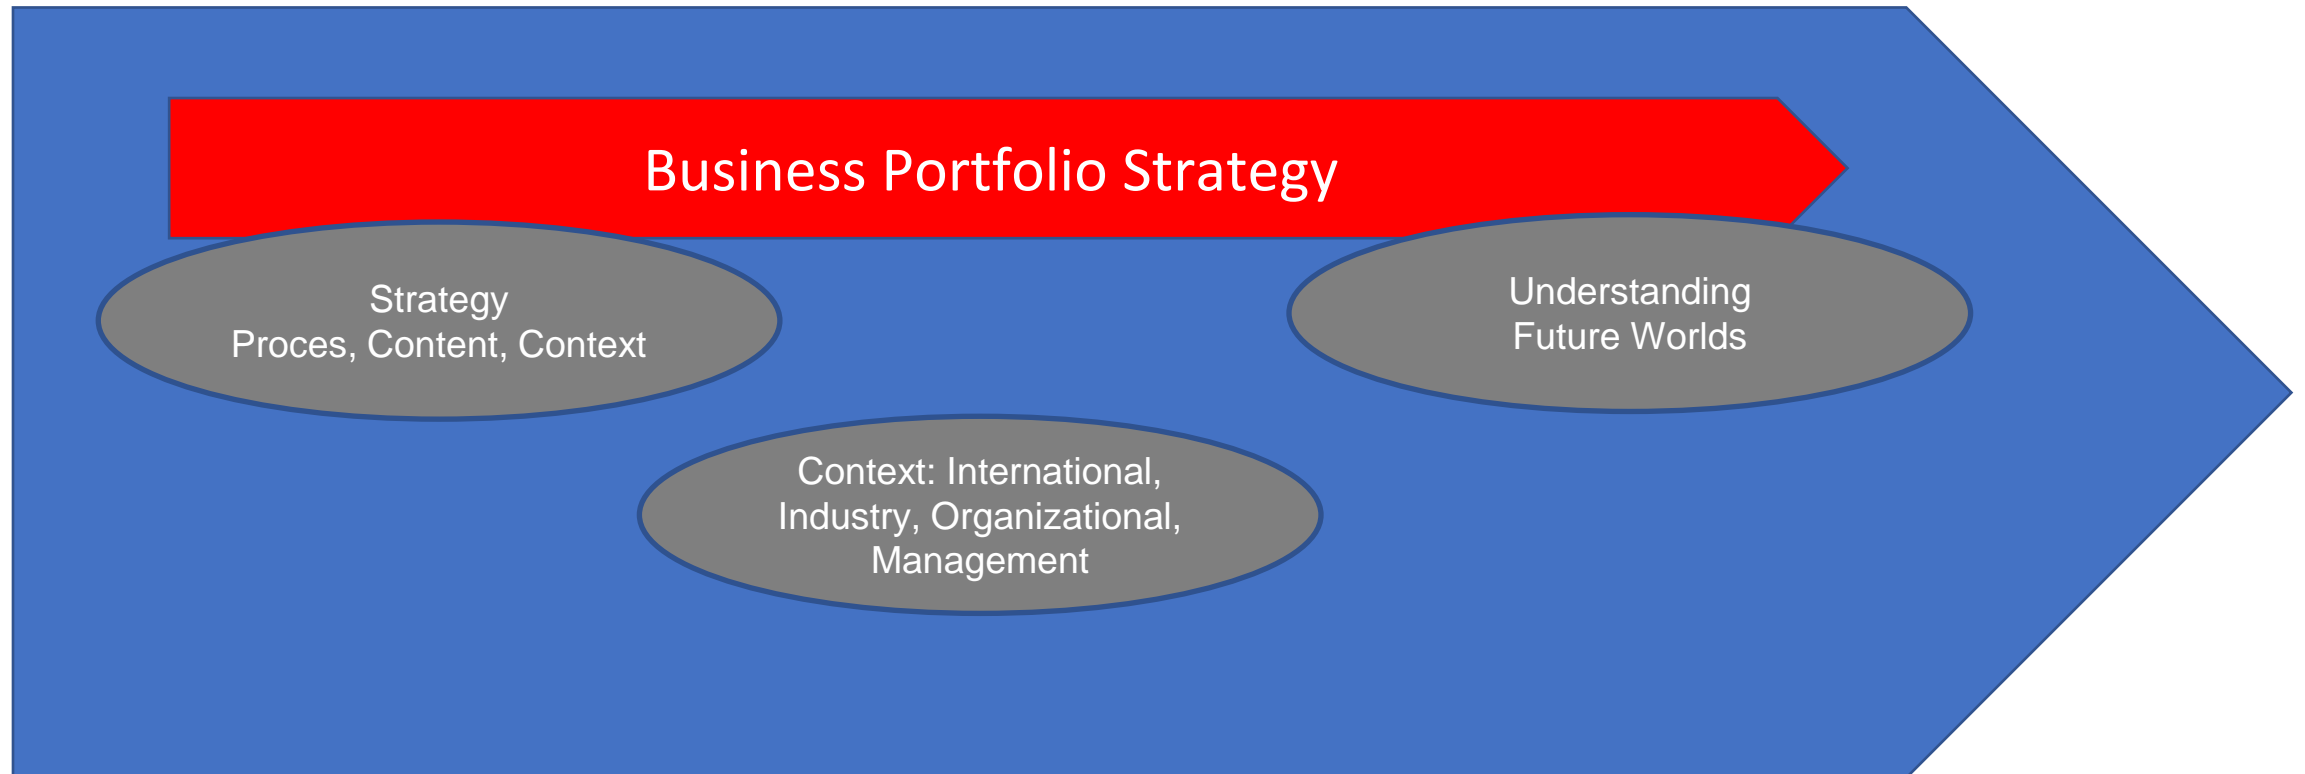 Business Portfolio Strategy
Strategy
Proces, Content, Context
Understanding
Future Worlds
Context: International,
Industry, Organizational,
Management